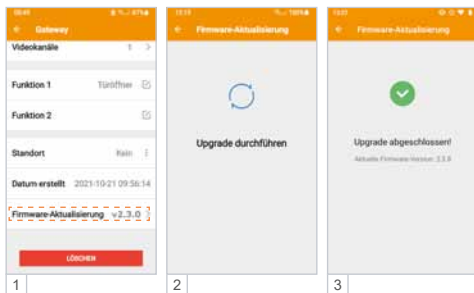 Gateway
Videokanäle 1 >
Funktion 1 Türöffner
Funktion 2
Standort Kein
Datum erstellt 2021-10-21 09:56:14
Firmware-Aktualisierung v2.3.0 >
LÖSCHEN
1
Firmware-Aktualisierung
Upgrade durchführen
2
Firmware-Aktualisierung
Upgrade abgeschlossen!
Aktuelle Firmware-Version: 2.3.0
3